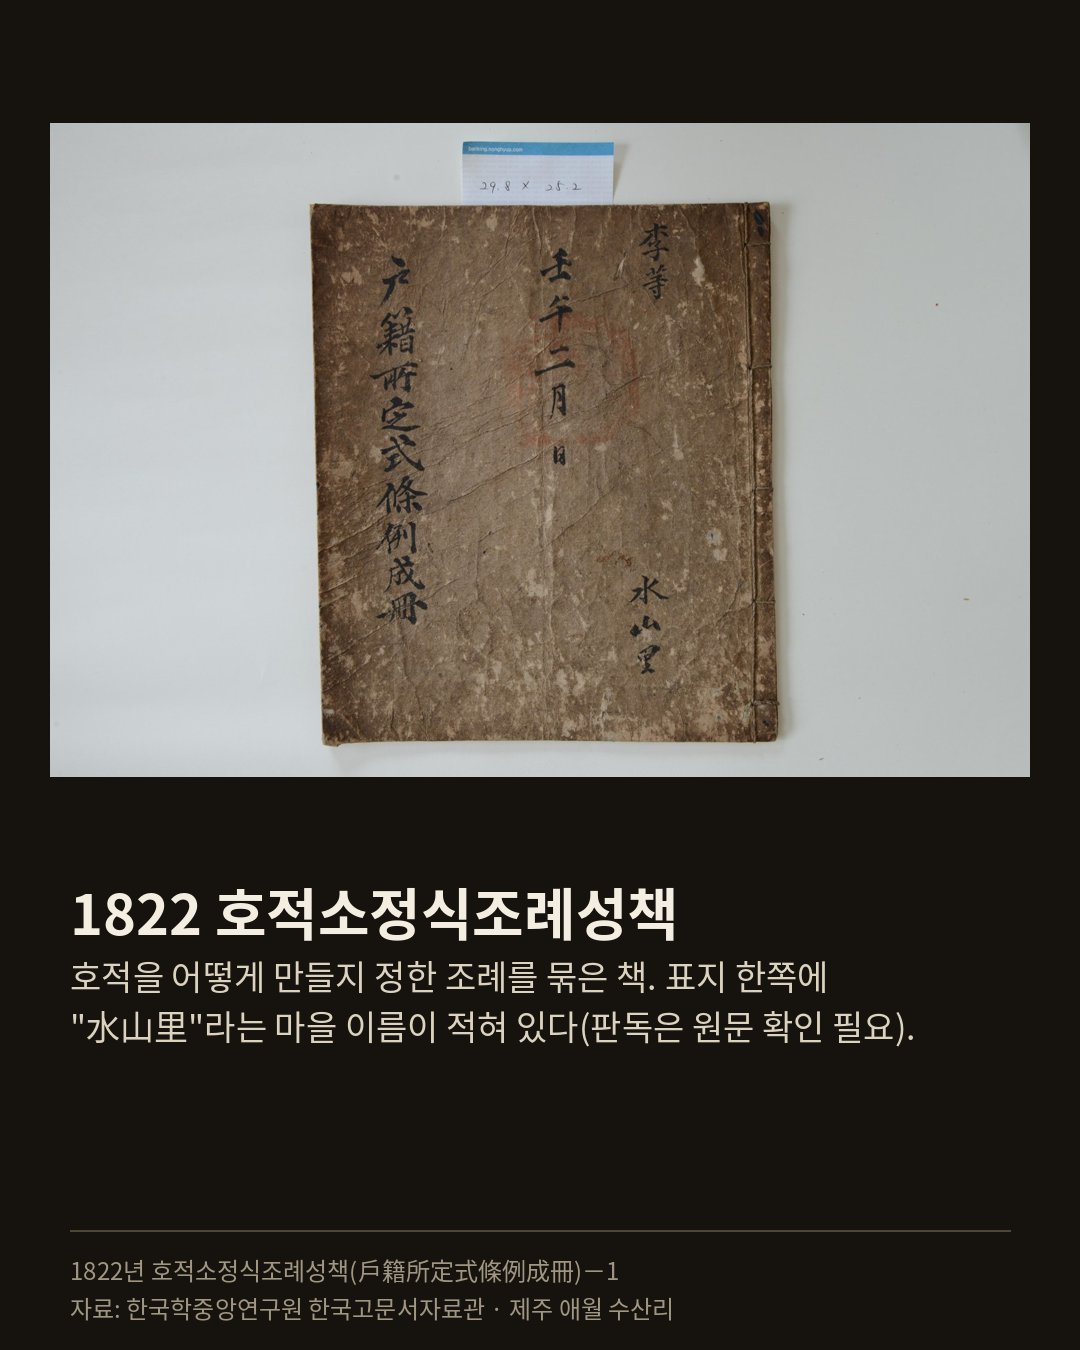 banking.nonghyup.com
29.8 × 25.2
李等
水山里
壬午二月 日
戶籍所定式條例成冊
1822 호적소정식조례성책
호적을 어떻게 만들지 정한 조례를 묶은 책. 표지 한쪽에
"水山里"라는 마을 이름이 적혀 있다(판독은 원문 확인 필요).
1822년 호적소정식조례성책(戶籍所定式條例成冊)－1
자료: 한국학중앙연구원 한국고문서자료관 · 제주 애월 수산리